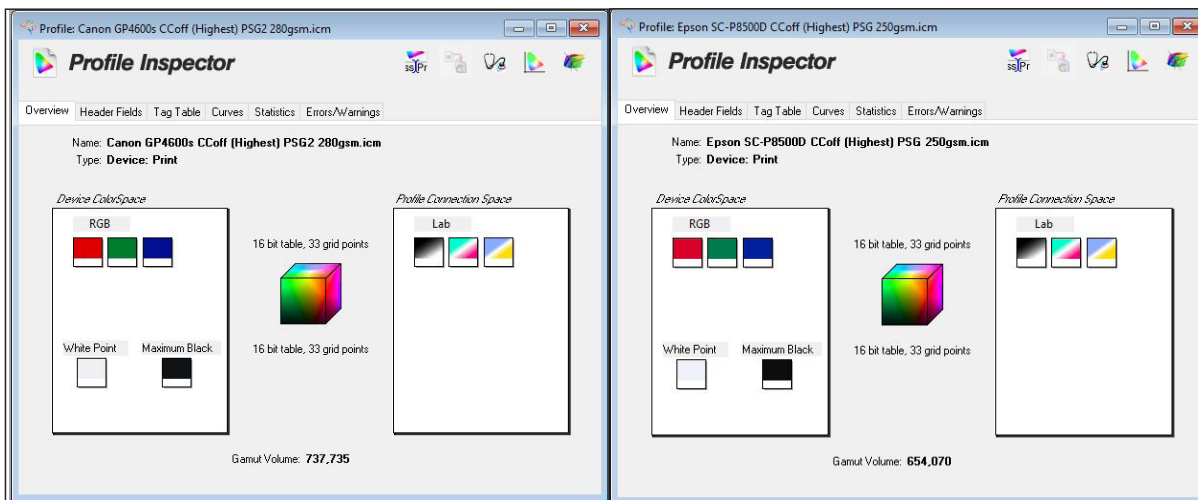 Profile: Canon GP4600s CCoff (Highest) PSG2 280gsm.icm
Profile Inspector
Overview Header Fields Tag Table Curves Statistics Errors/Warnings
Name: Canon GP4600s CCoff (Highest) PSG2 280gsm.icm
Type: Device: Print
Device ColorSpace
Profile Connection Space
RGB
Lab
16 bit table, 33 grid points
16 bit table, 33 grid points
White Point Maximum Black
Gamut Volume: 737,735
Profile: Epson SC-P8500D CCoff (Highest) PSG 250gsm.icm
Profile Inspector
Overview Header Fields Tag Table Curves Statistics Errors/Warnings
Name: Epson SC-P8500D CCoff (Highest) PSG 250gsm.icm
Type: Device: Print
Device ColorSpace
Profile Connection Space
RGB
Lab
16 bit table, 33 grid points
16 bit table, 33 grid points
White Point Maximum Black
Gamut Volume: 654,070